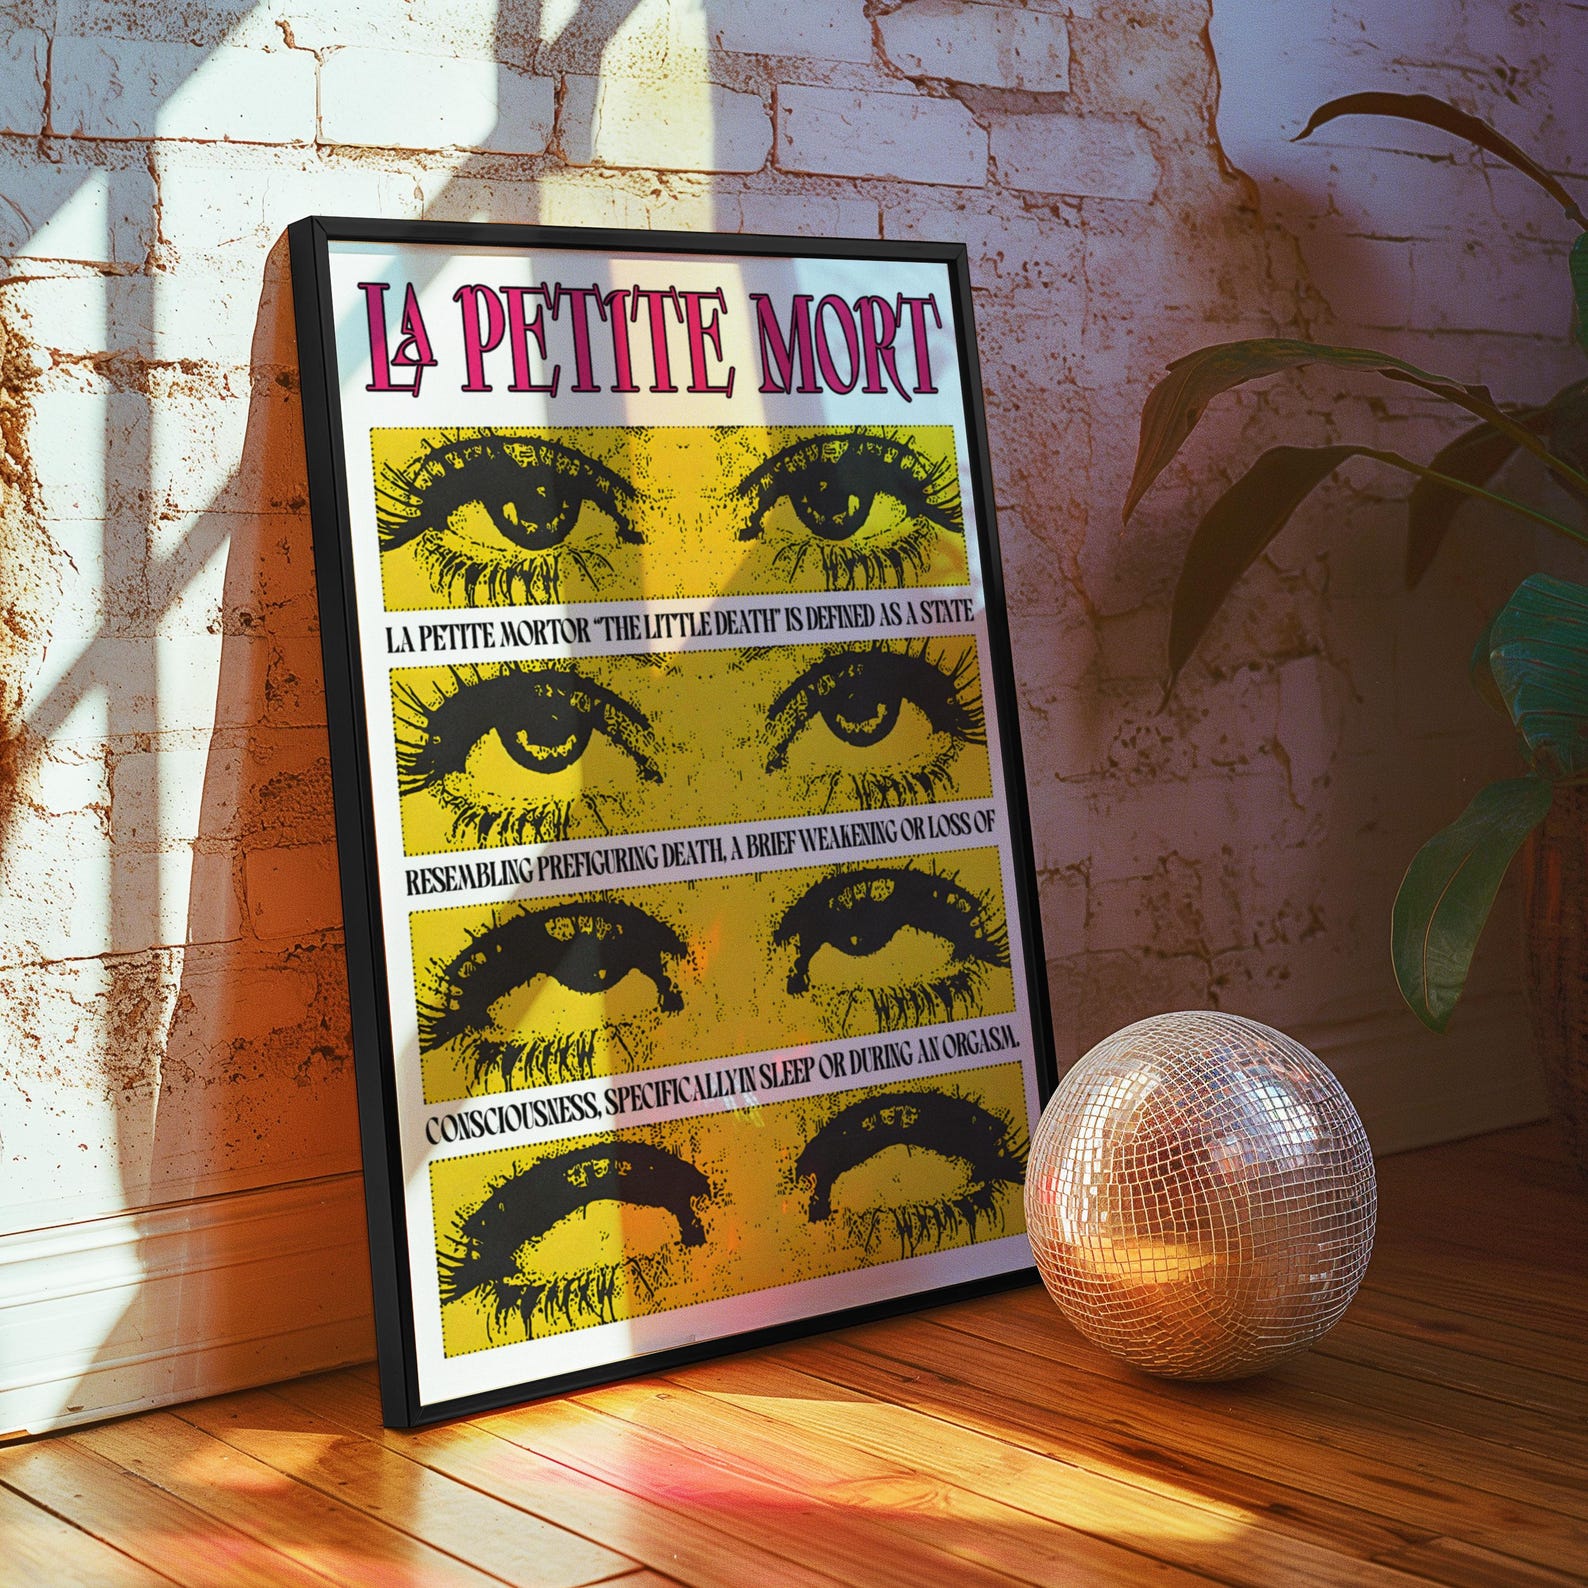 LA PETITE MORT
LA PETITE MORTOR “THE LITTLE DEATH” IS DEFINED AS A STATE
RESEMBLING PREFIGURING DEATH, A BRIEF WEAKENING OR LOSS OF
CONSCIOUSNESS, SPECIFICALLYIN SLEEP OR DURING AN ORGASM.